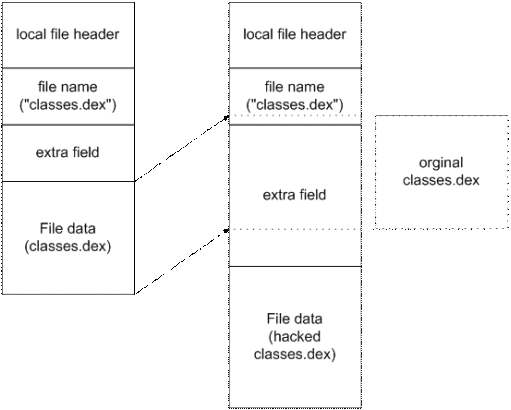 local file header
file name
("classes.dex")
extra field
File data
(classes.dex)
local file header
file name
("classes.dex")
extra field
File data
(hacked
classes.dex)
orginal
classes.dex